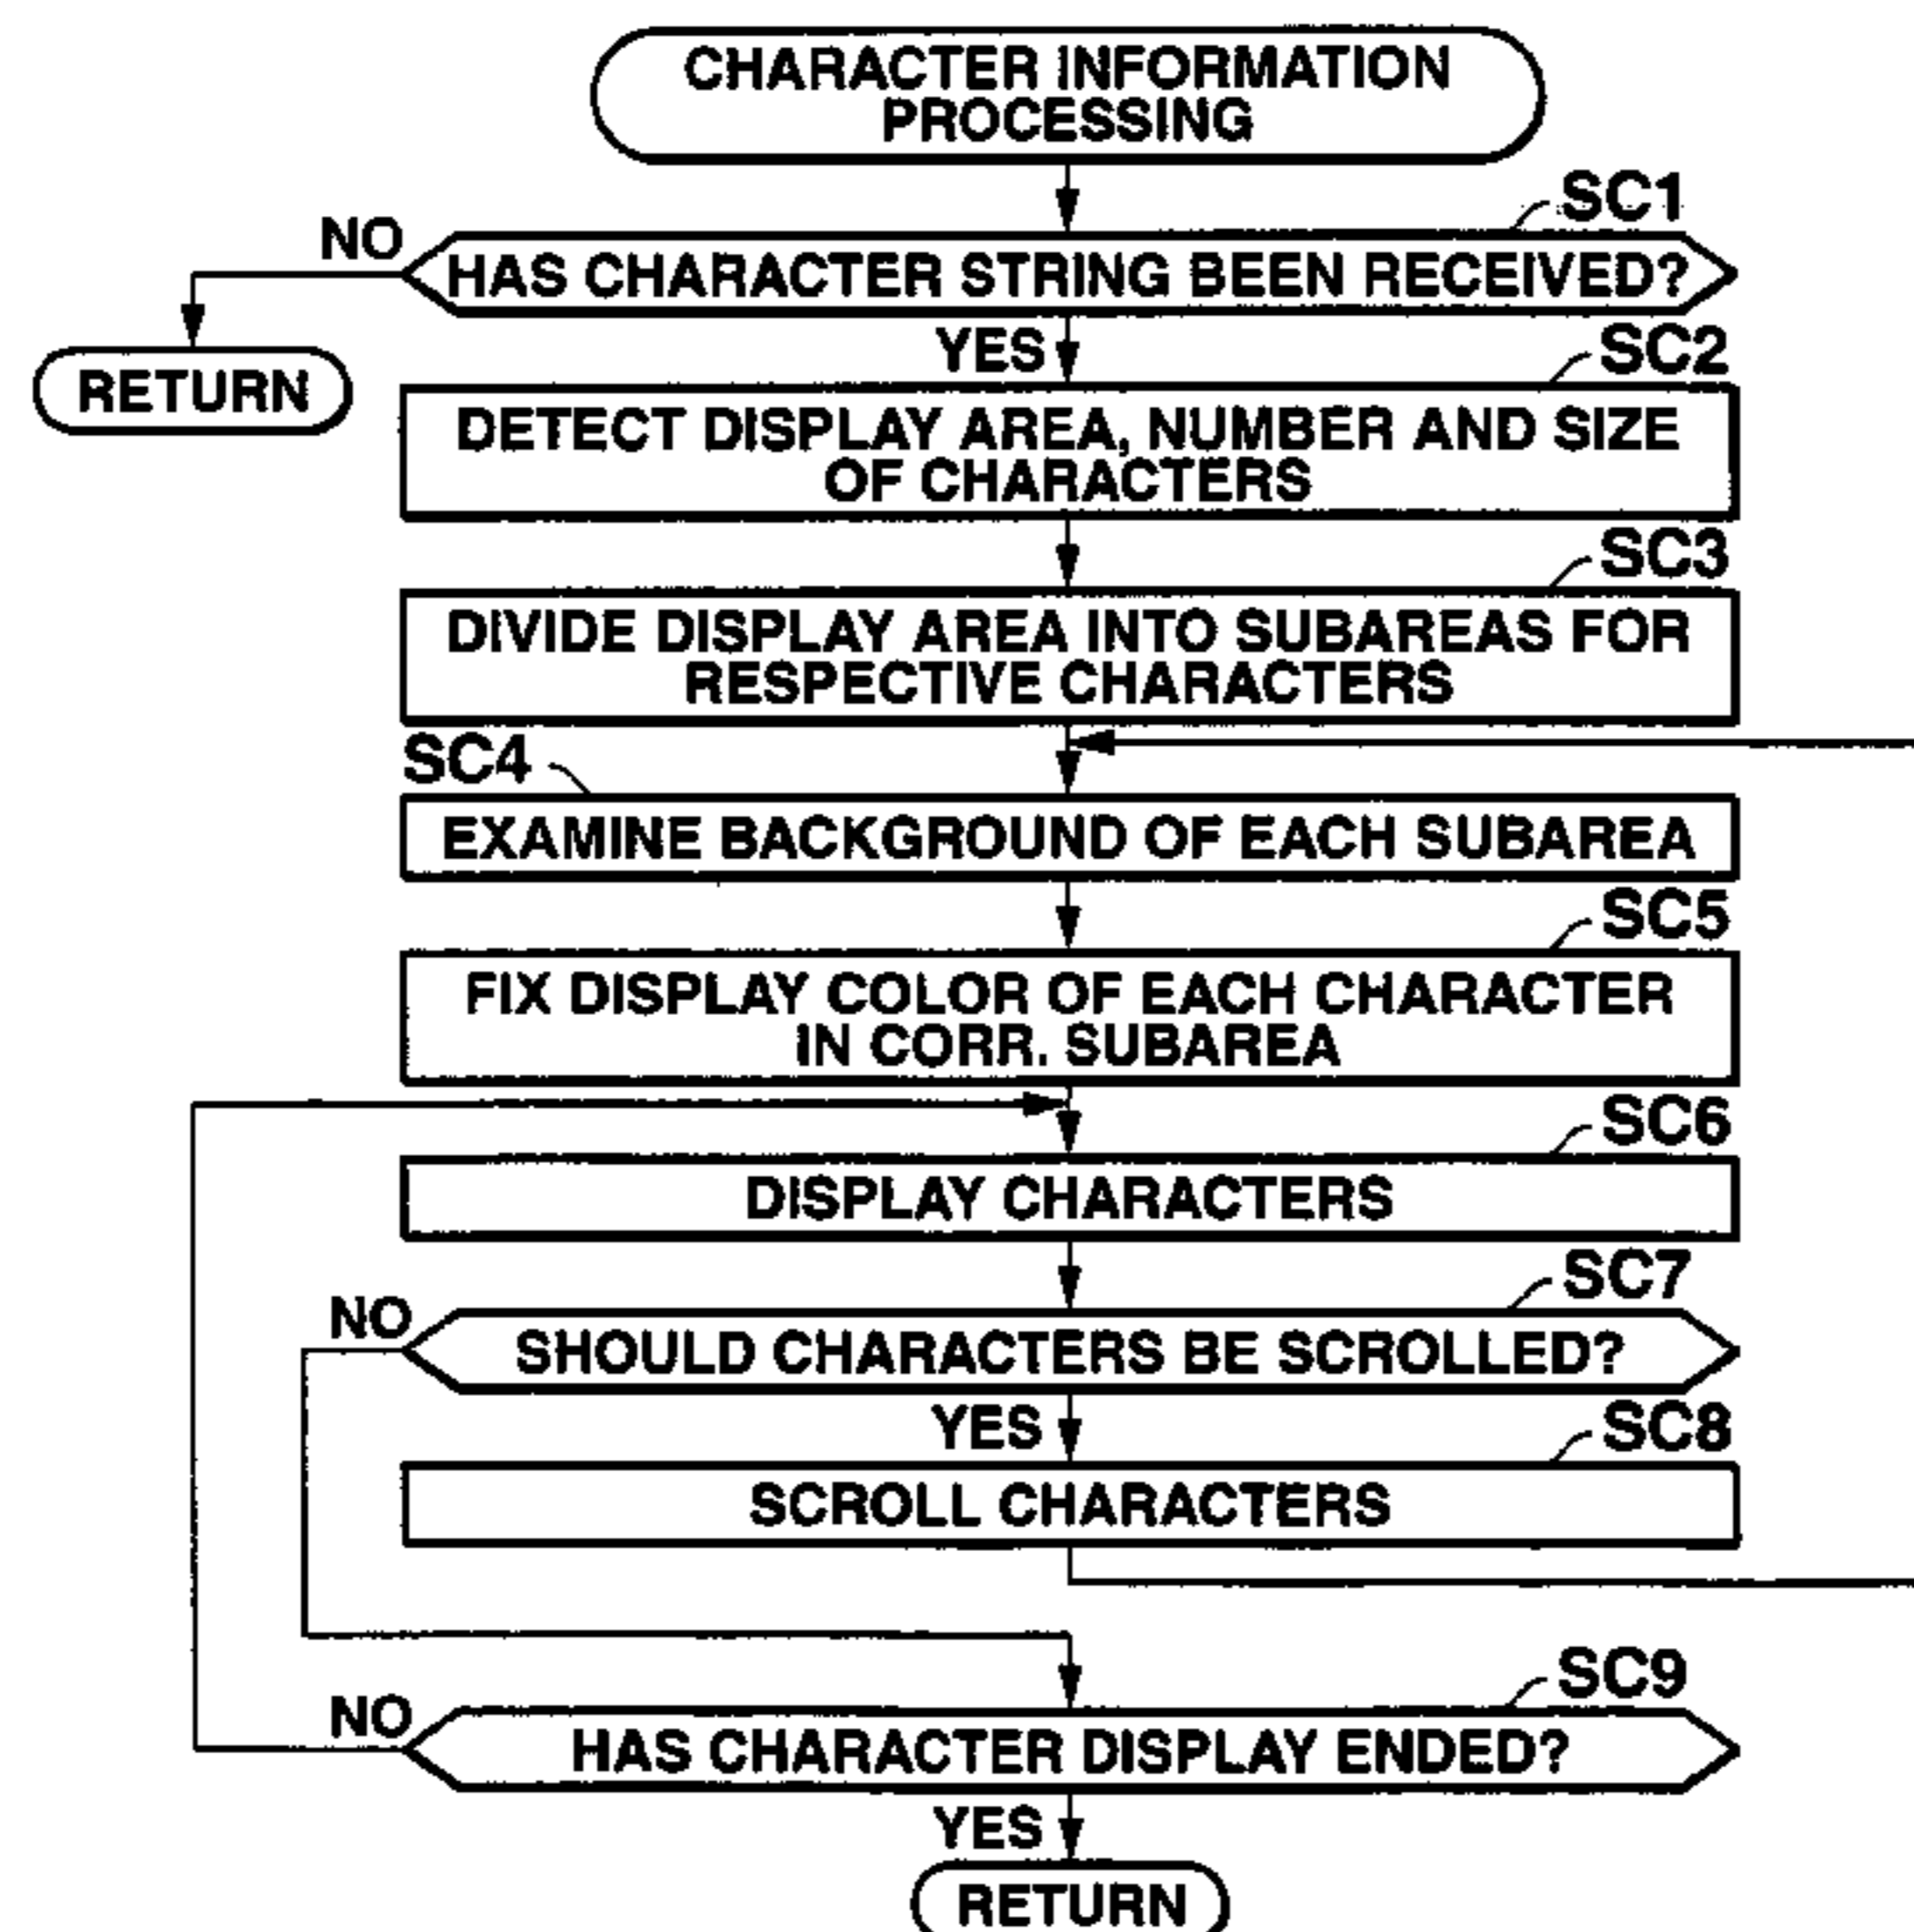 CHARACTER INFORMATION
PROCESSING
SC1
NO
HAS CHARACTER STRING BEEN RECEIVED?
YES
SC2
RETURN
DETECT DISPLAY AREA, NUMBER AND SIZE
OF CHARACTERS
SC3
DIVIDE DISPLAY AREA INTO SUBAREAS FOR
RESPECTIVE CHARACTERS
SC4
EXAMINE BACKGROUND OF EACH SUBAREA
SC5
FIX DISPLAY COLOR OF EACH CHARACTER
IN CORR. SUBAREA
SC6
DISPLAY CHARACTERS
SC7
NO
SHOULD CHARACTERS BE SCROLLED?
YES
SC8
SCROLL CHARACTERS
SC9
NO
HAS CHARACTER DISPLAY ENDED?
YES
RETURN